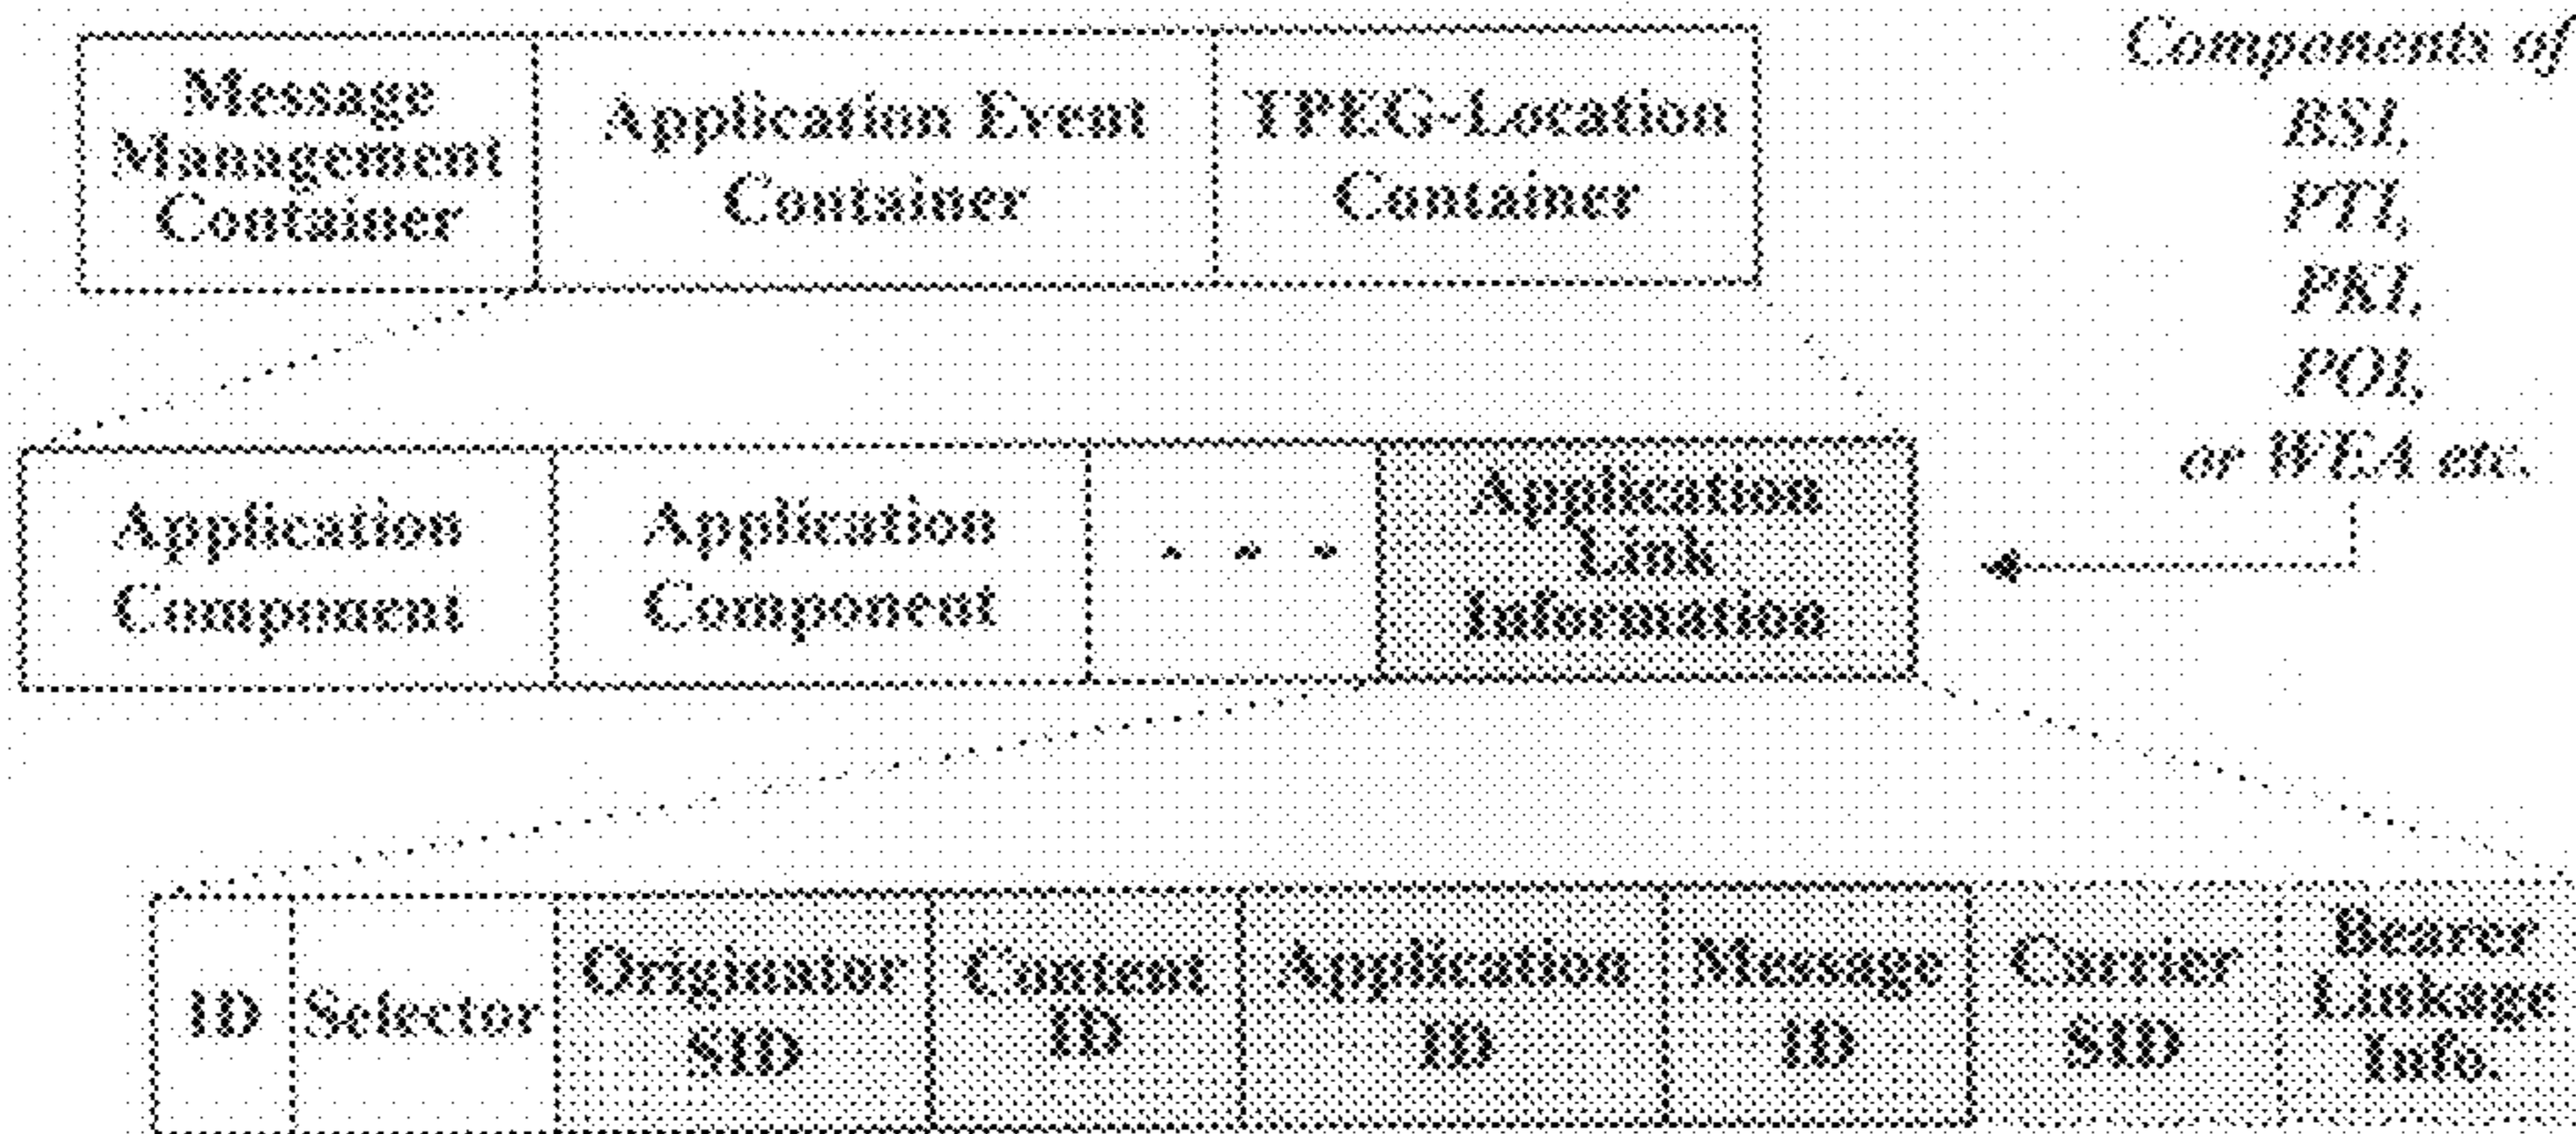 Message
Management
Container
Application Event
Container
TPEG-Location
Container
Components of
BSI,
PTI,
PKI,
POI,
or WEA etc.
Application
Component
Application
Component
- - -
Application
Link
Information
ID
Selector
Originator
SID
Content
ID
Application
ID
Message
ID
Carrier
SID
Bearer
Linkage
Info.